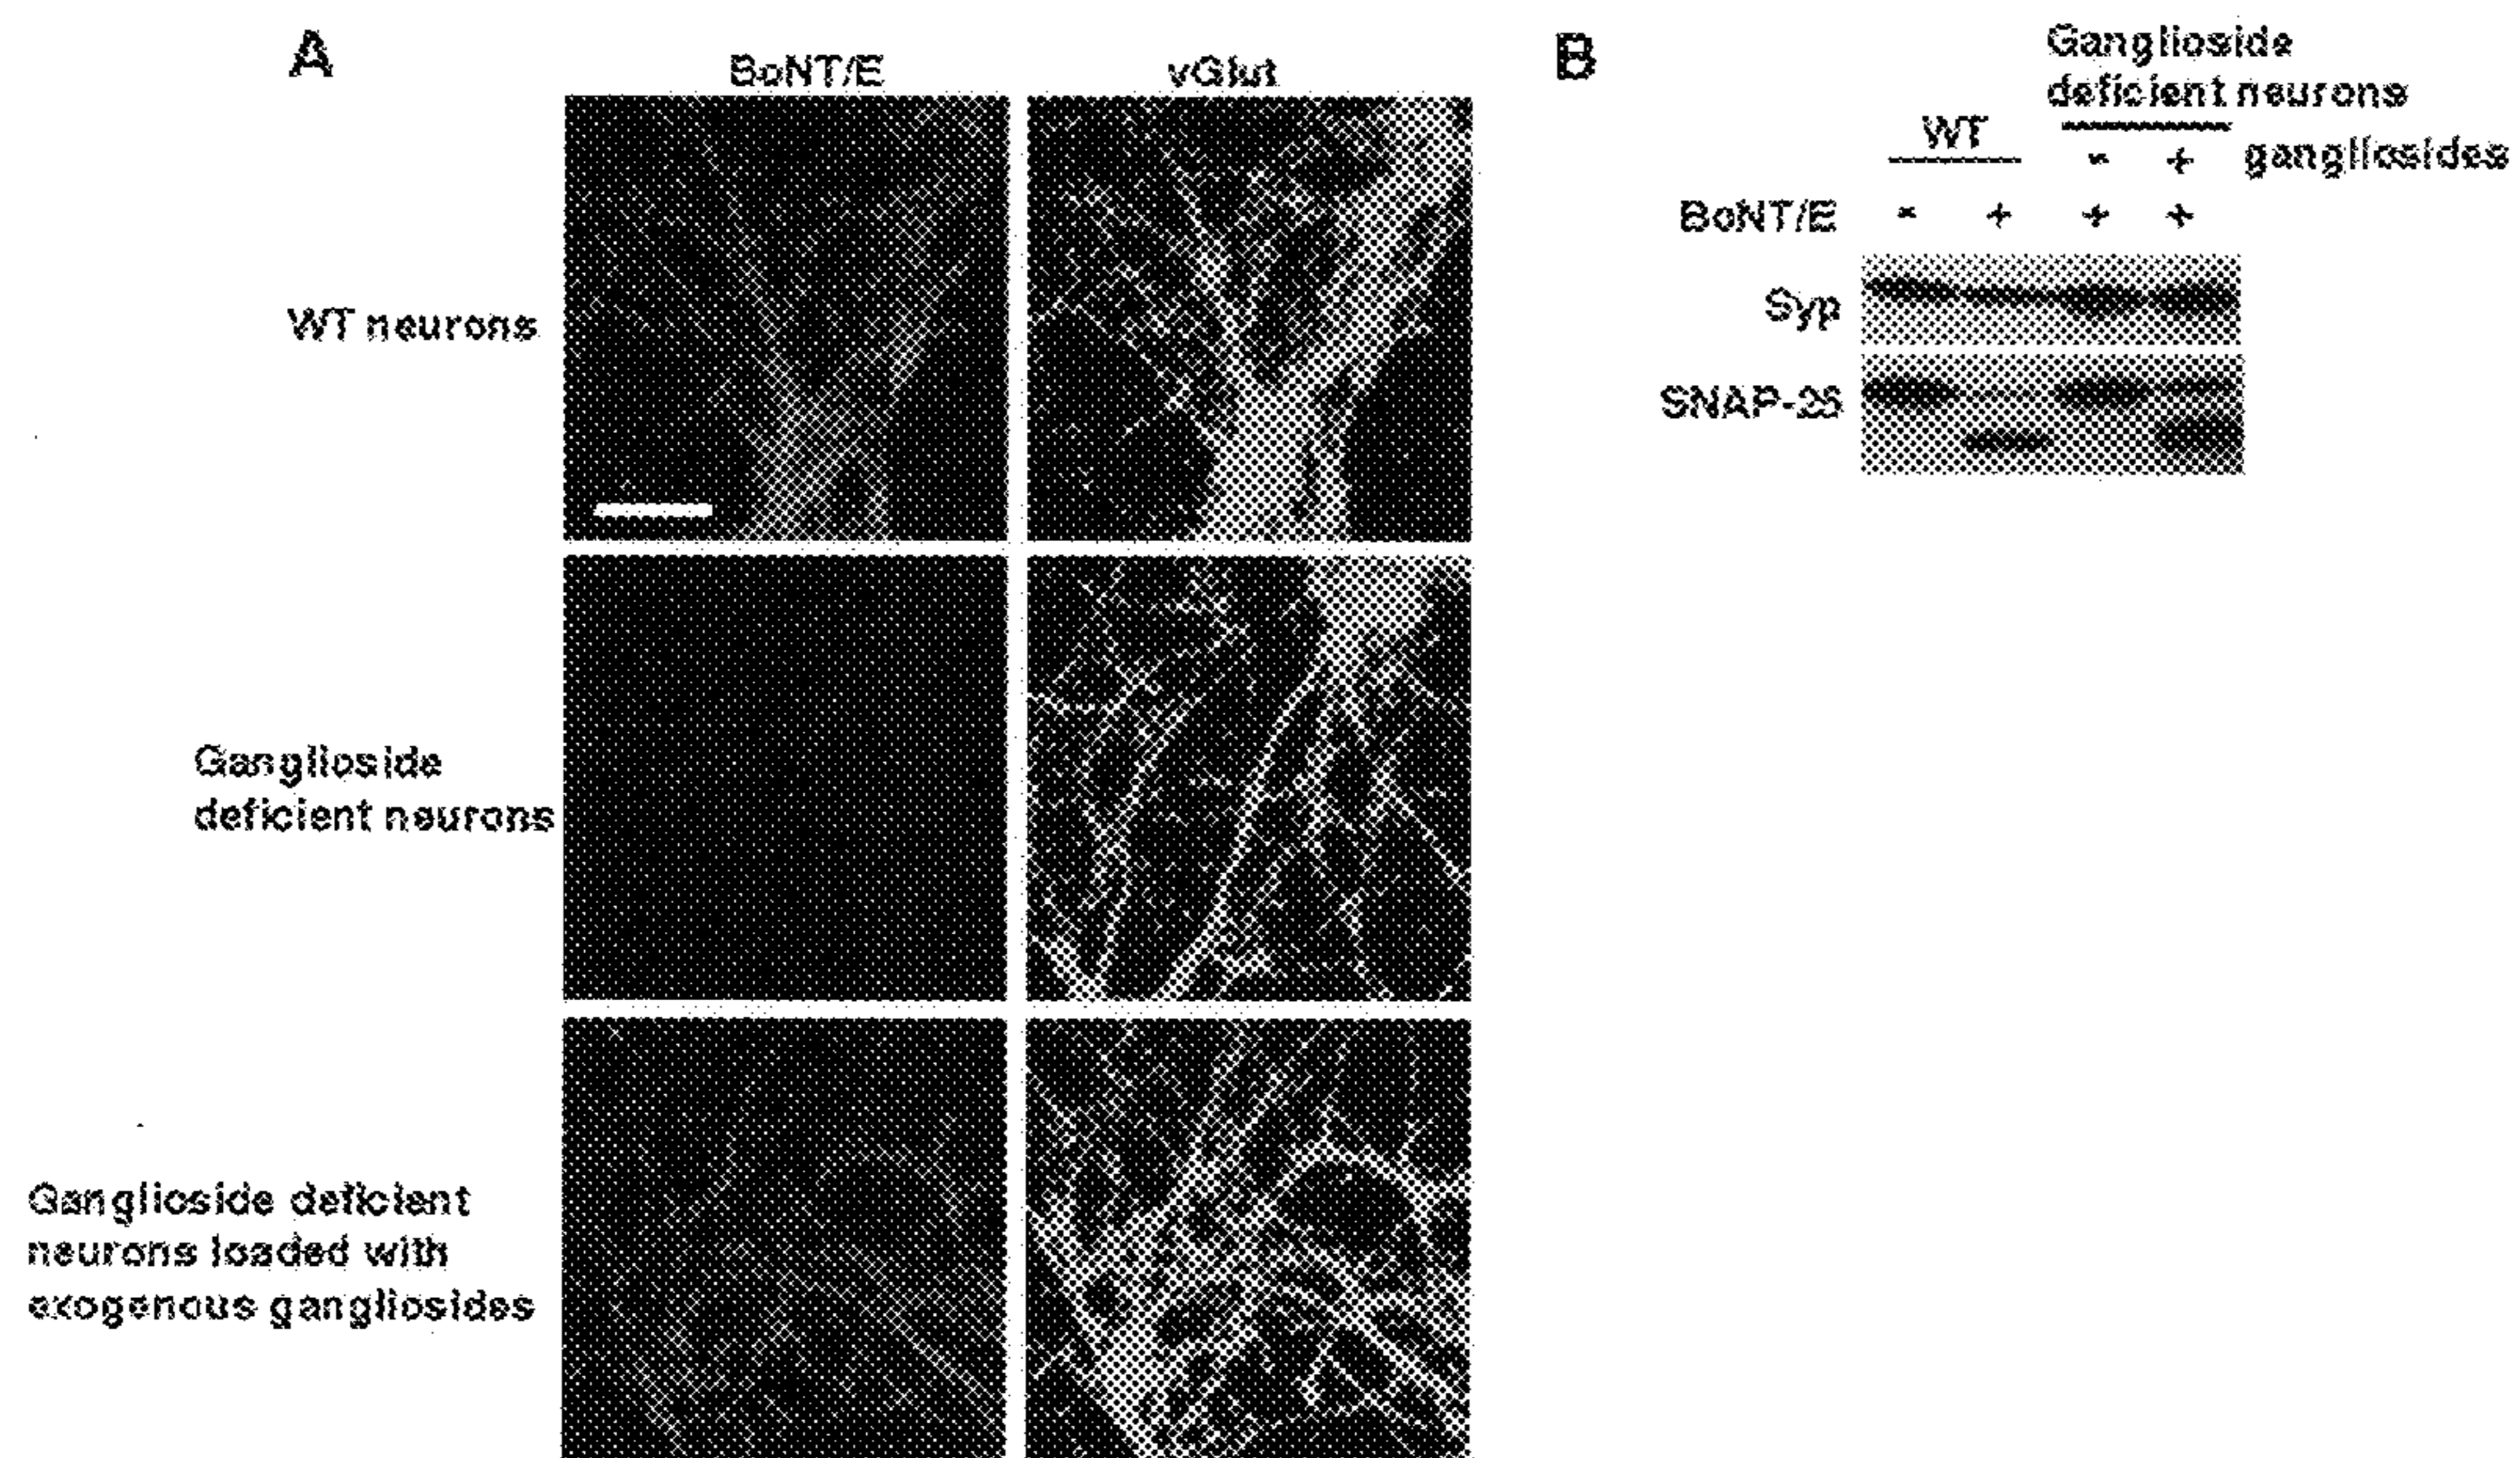 A
BoNT/E
vGlut
WT neurons
Ganglioside
deficient neurons
Ganglioside deficient
neurons loaded with
exogenous gangliosides
B
Ganglioside
deficient neurons
WT
- + gangliosides
BoNT/E - + + +
Syp
SNAP-25